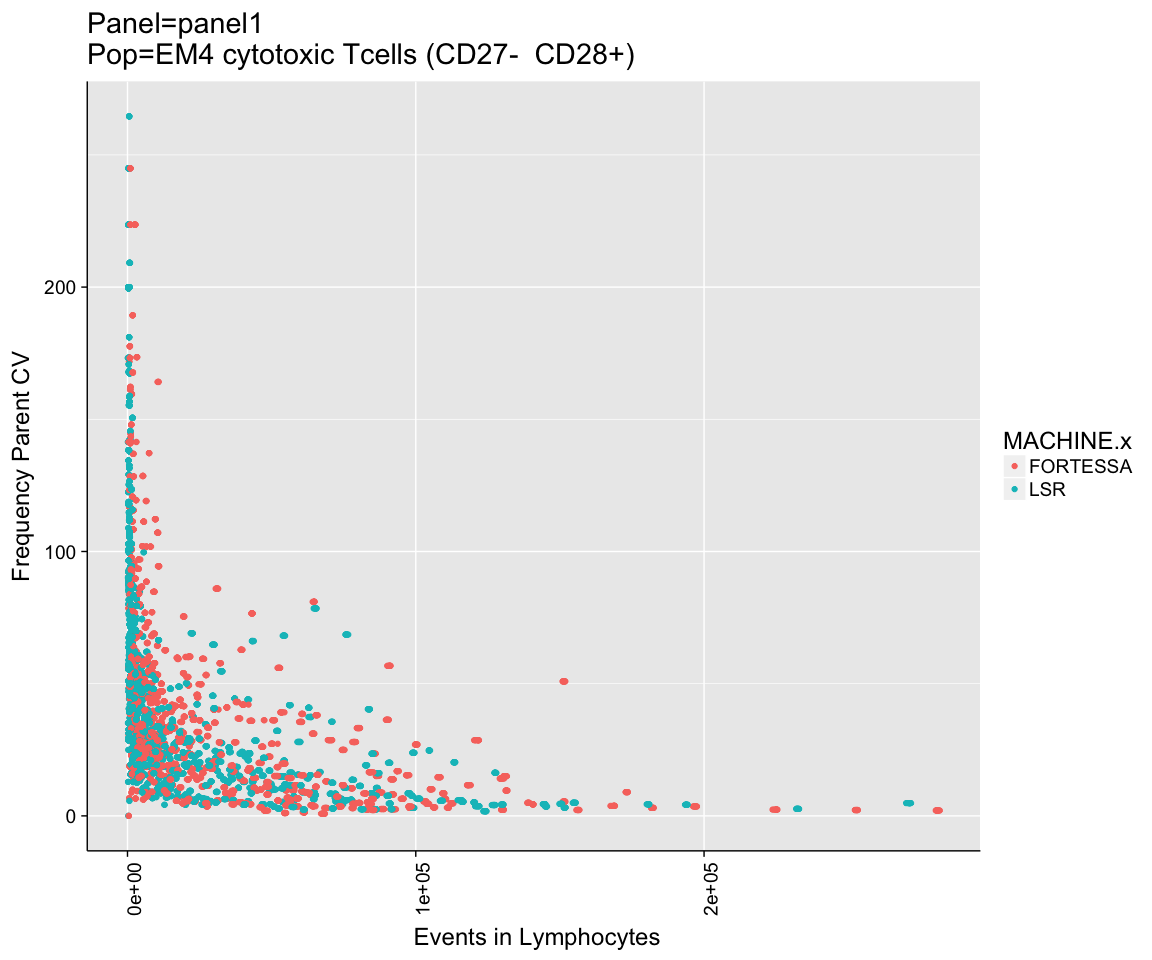 Panel=panel1
Pop=EM4 cytotoxic Tcells (CD27-  CD28+)
Frequency Parent CV
200
100
0
0e+00
1e+05
2e+05
Events in Lymphocytes
MACHINE.x
FORTESSA
LSR